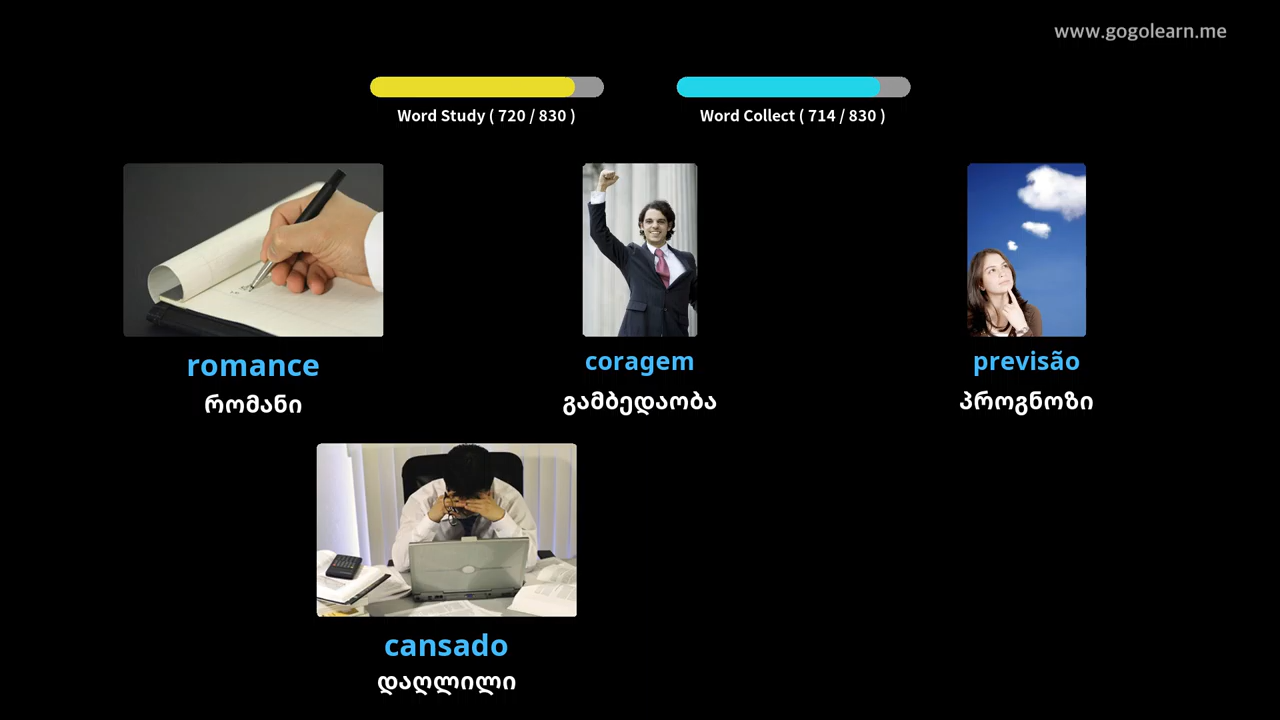 www.gogolearn.me
Word Study ( 720 / 830 )
Word Collect ( 714 / 830 )
romance
რომანი
coragem
გამბედაობა
previsão
პროგნოზი
cansado
დაღლილი